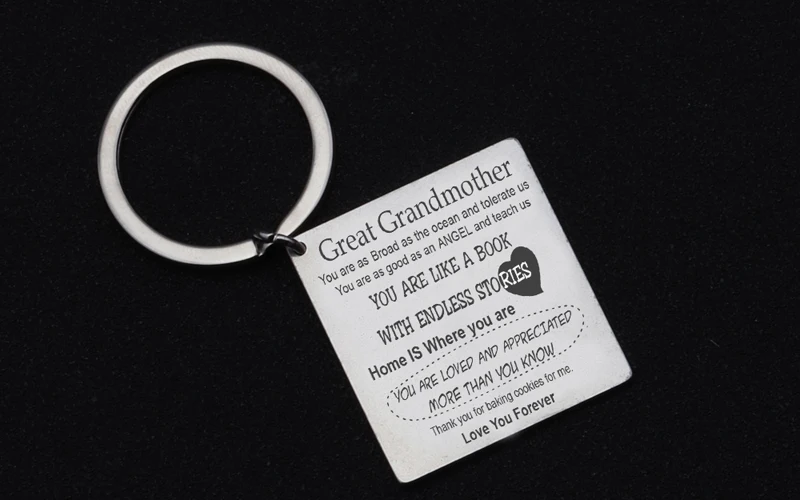 Great Grandmother
You are as Broad as the ocean and tolerate us
You are as good as an ANGEL and teach us
YOU ARE LIKE A BOOK
WITH ENDLESS STORIES
Home IS Where you are
YOU ARE LOVED AND APPRECIATED
MORE THAN YOU KNOW
Thank you for baking cookies for me.
Love You Forever